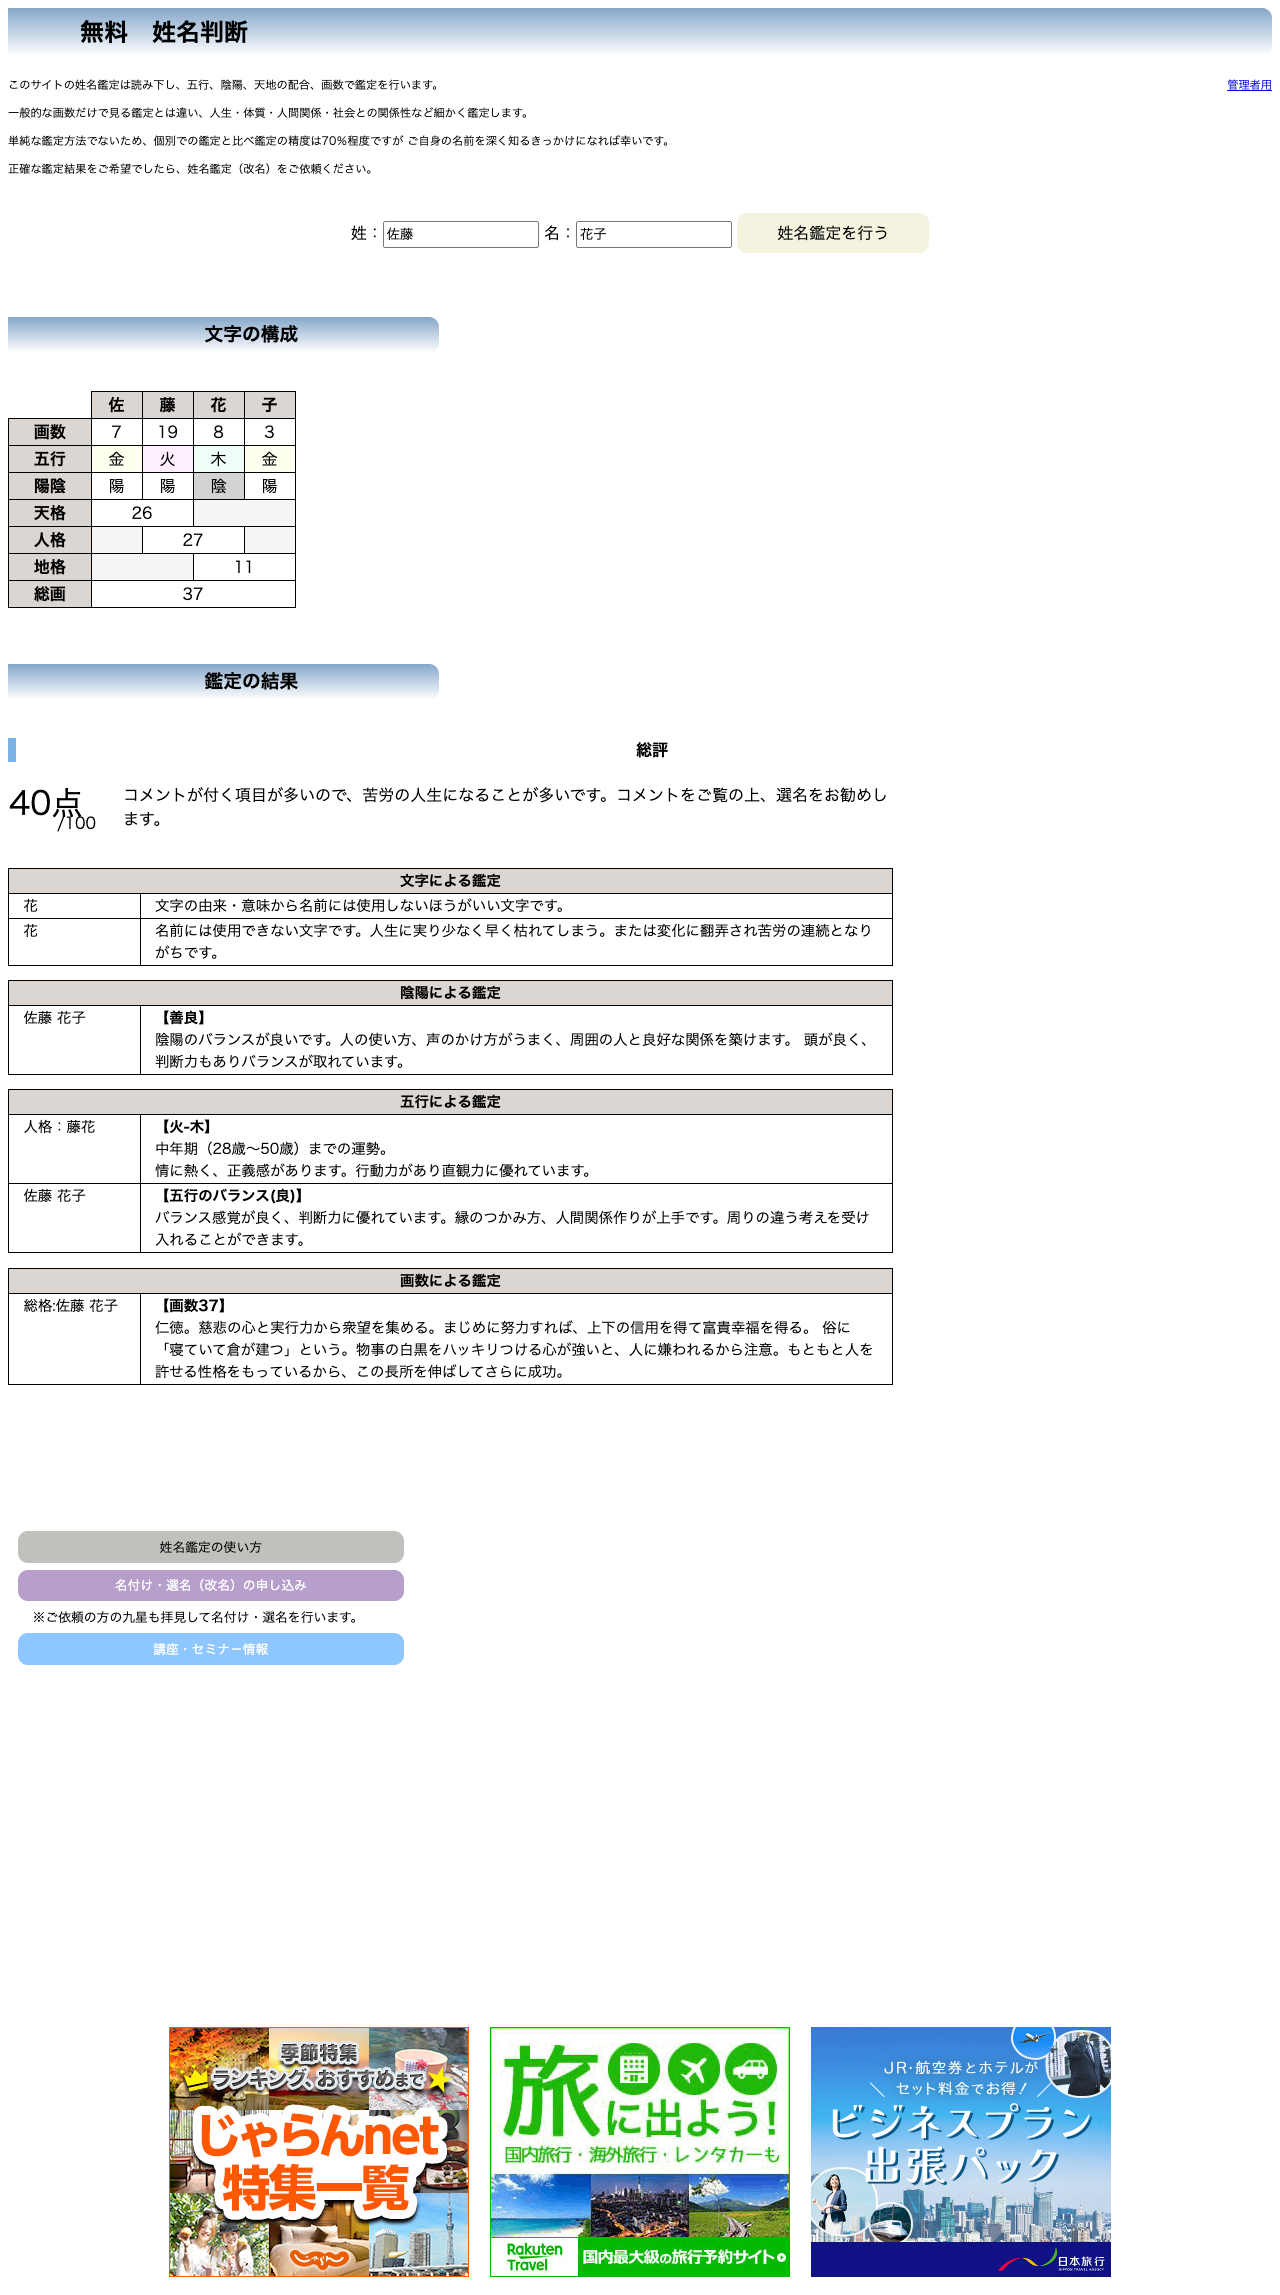 無料　姓名判断
このサイトの姓名鑑定は読み下し、五行、陰陽、天地の配合、画数で鑑定を行います。
管理者用
一般的な画数だけで見る鑑定とは違い、人生・体質・人間関係・社会との関係性など細かく鑑定します。
単純な鑑定方法でないため、個別での鑑定と比べ鑑定の精度は70%程度ですが ご自身の名前を深く知るきっかけになれば幸いです。
正確な鑑定結果をご希望でしたら、姓名鑑定（改名）をご依頼ください。
姓：佐藤 名：花子 姓名鑑定を行う
文字の構成
佐 藤 花 子
画数 7 19 8 3
五行 金 火 木 金
陽陰 陽 陽 陰 陽
天格 26
人格 27
地格 11
総画 37
鑑定の結果
総評
40点/100
コメントが付く項目が多いので、苦労の人生になることが多いです。コメントをご覧の上、選名をお勧めし
ます。
文字による鑑定
花 文字の由来・意味から名前には使用しないほうがいい文字です。
花 名前には使用できない文字です。人生に実り少なく早く枯れてしまう。または変化に翻弄され苦労の連続となり
がちです。
陰陽による鑑定
佐藤 花子 【善良】
陰陽のバランスが良いです。人の使い方、声のかけ方がうまく、周囲の人と良好な関係を築けます。 頭が良く、
判断力もありバランスが取れています。
五行による鑑定
人格：藤花 【火-木】
中年期（28歳～50歳）までの運勢。
情に熱く、正義感があります。行動力があり直観力に優れています。
佐藤 花子 【五行のバランス(良)】
バランス感覚が良く、判断力に優れています。縁のつかみ方、人間関係作りが上手です。周りの違う考えを受け
入れることができます。
画数による鑑定
総格:佐藤 花子 【画数37】
仁徳。慈悲の心と実行力から衆望を集める。まじめに努力すれば、上下の信用を得て富貴幸福を得る。 俗に
「寝ていて倉が建つ」という。物事の白黒をハッキリつける心が強いと、人に嫌われるから注意。もともと人を
許せる性格をもっているから、この長所を伸ばしてさらに成功。
姓名鑑定の使い方
名付け・選名（改名）の申し込み
※ご依頼の方の九星も拝見して名付け・選名を行います。
講座・セミナー情報
季節特集
ランキング、おすすめまで
じゃらんnet
特集一覧
じゃらん
旅に出よう!
国内旅行・海外旅行・レンタカーも
Rakuten
Travel
国内最大級の旅行予約サイト
JR・航空券とホテルが
セット料金でお得!
ビジネスプラン
出張パック
日本旅行
NIPPON TRAVEL AGENCY